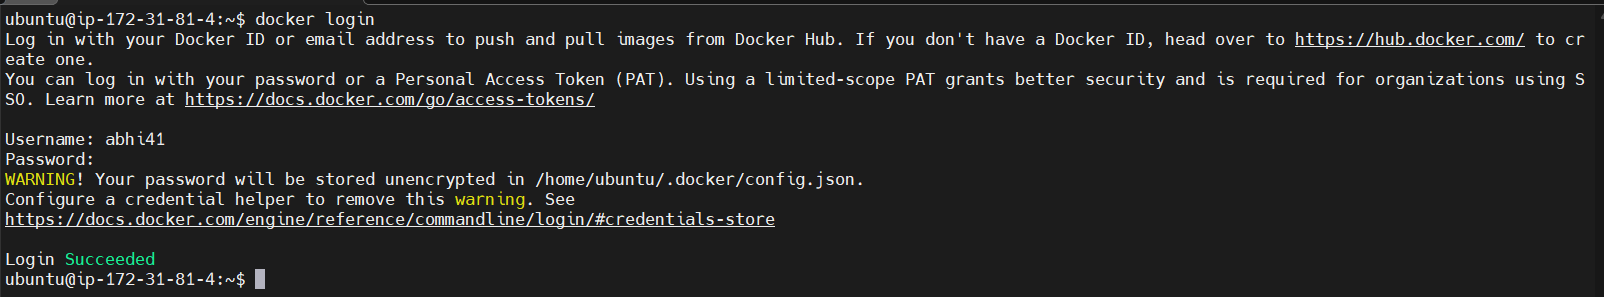 ubuntu@ip-172-31-81-4:~$ docker login
Log in with your Docker ID or email address to push and pull images from Docker Hub. If you don't have a Docker ID, head over to https://hub.docker.com/ to cr
eate one.
You can log in with your password or a Personal Access Token (PAT). Using a limited-scope PAT grants better security and is required for organizations using S
SO. Learn more at https://docs.docker.com/go/access-tokens/
Username: abhi41
Password:
WARNING! Your password will be stored unencrypted in /home/ubuntu/.docker/config.json.
Configure a credential helper to remove this warning. See
https://docs.docker.com/engine/reference/commandline/login/#credentials-store
Login Succeeded
ubuntu@ip-172-31-81-4:~$